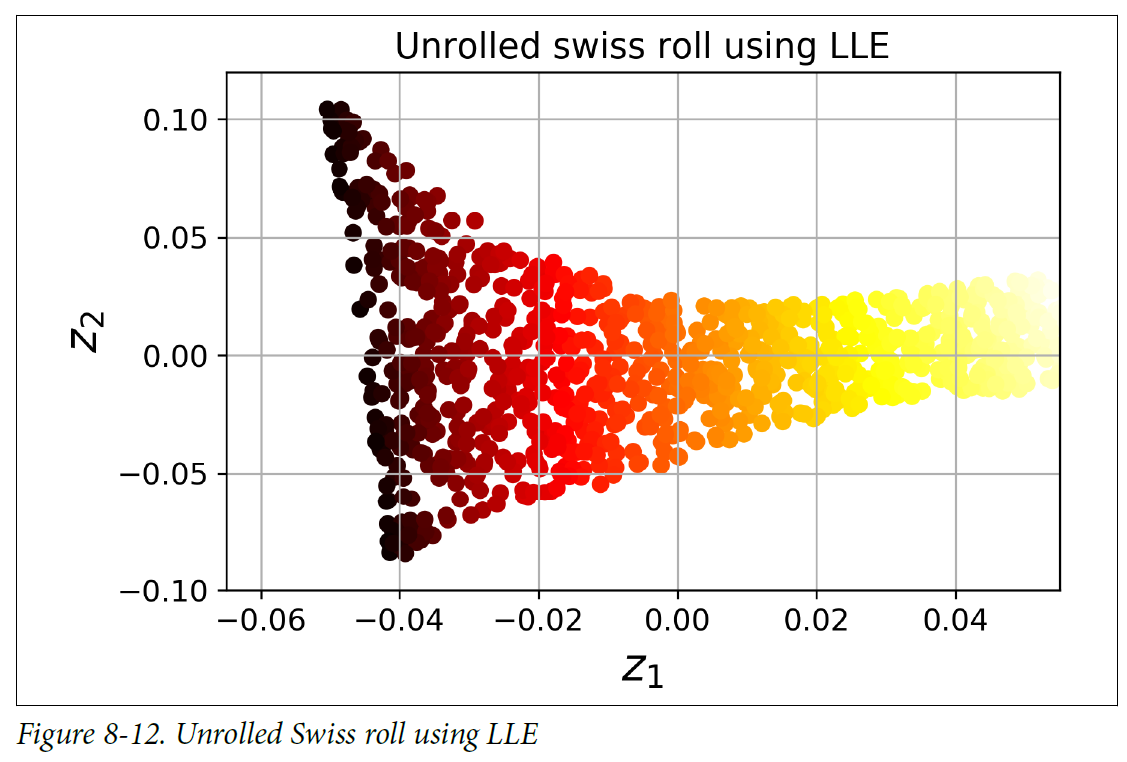 Unrolled swiss roll using LLE
0.10
0.05
0.00
−0.05
−0.10
z2
−0.06 −0.04 −0.02 0.00 0.02 0.04
z1
Figure 8-12. Unrolled Swiss roll using LLE